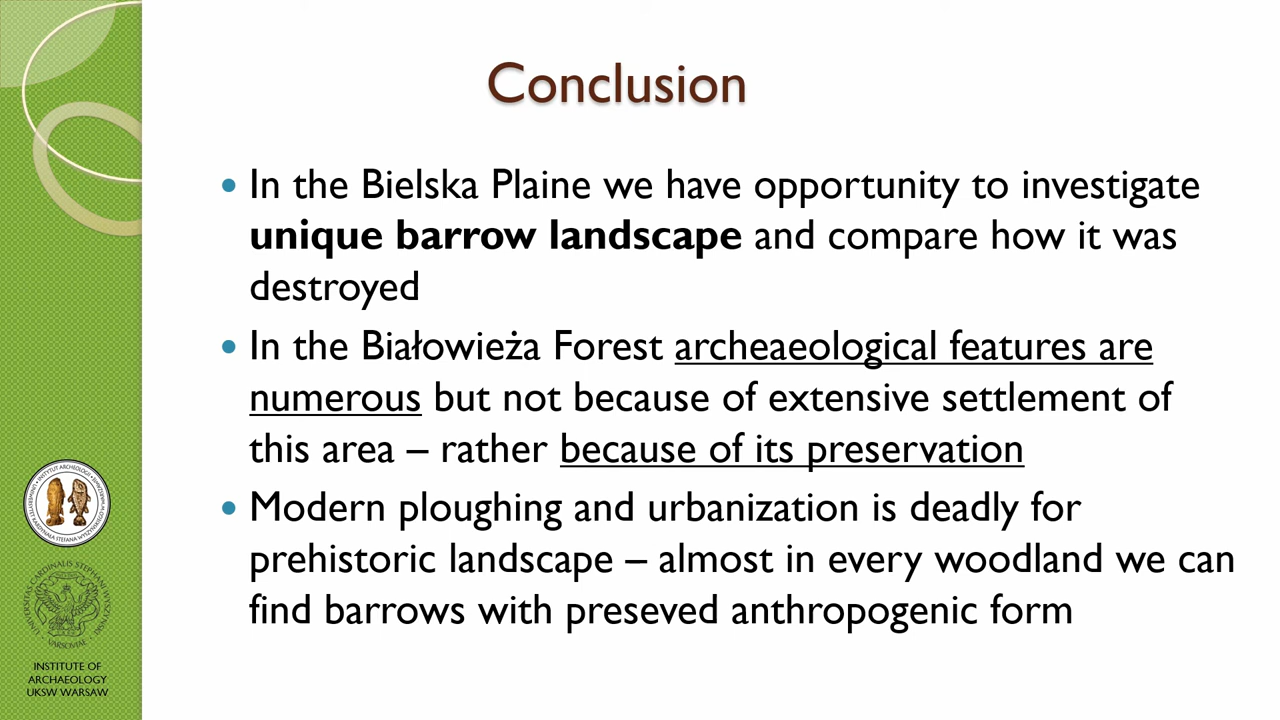 Conclusion
In the Bielska Plaine we have opportunity to investigate
unique barrow landscape and compare how it was
destroyed
In the Białowieża Forest archeaeological features are
numerous but not because of extensive settlement of
this area – rather because of its preservation
Modern ploughing and urbanization is deadly for
prehistoric landscape – almost in every woodland we can
find barrows with preseved anthropogenic form
VARSOVIAE
INSTITUTE OF
ARCHAEOLOGY
UKSW WARSAW